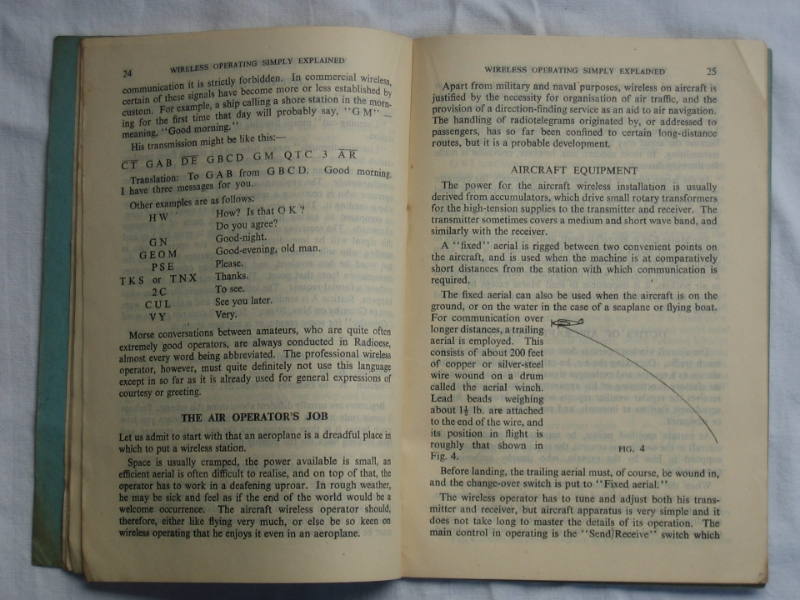 24
WIRELESS OPERATING SIMPLY EXPLAINED
communication it is strictly forbidden. In commercial wireless,
certain of these signals have become more or less established by
custom. For example, a ship calling a shore station in the morn-
ing for the first time that day will probably say, "GM" —
meaning, "Good morning."
His transmission might be like this:—
C̅T̅ GAB D̅E̅ GBCD GM QTC 3 A̅R̅
Translation: To GAB from GBCD. Good morning.
I have three messages for you.
Other examples are as follows:
HW How? Is that OK?
Do you agree?
GN Good-night.
GEOM Good-evening, old man.
PSE Please.
TKS or TNX Thanks.
2C To see.
CUL See you later.
VY Very.
Morse conversations between amateurs, who are quite often
extremely good operators, are always conducted in Radioese,
almost every word being abbreviated. The professional wireless
operator, however, must quite definitely not use this language
except in so far as it is already used for general expressions of
courtesy or greeting.
THE AIR OPERATOR'S JOB
Let us admit to start with that an aeroplane is a dreadful place in
which to put a wireless station.
Space is usually cramped, the power available is small, an
efficient aerial is often difficult to realise, and on top of that, the
operator has to work in a deafening uproar. In rough weather,
he may be sick and feel as if the end of the world would be a
welcome occurrence. The aircraft wireless operator should,
therefore, either like flying very much, or else be so keen on
wireless operating that he enjoys it even in an aeroplane.
WIRELESS OPERATING SIMPLY EXPLAINED
25
Apart from military and naval purposes, wireless on aircraft is
justified by the necessity for organisation of air traffic, and the
provision of a direction-finding service as an aid to air navigation.
The handling of radiotelegrams originated by, or addressed to
passengers, has so far been confined to certain long-distance
routes, but it is a probable development.
AIRCRAFT EQUIPMENT
The power for the aircraft wireless installation is usually
derived from accumulators, which drive small rotary transformers
for the high-tension supplies to the transmitter and receiver. The
transmitter sometimes covers a medium and short wave band, and
similarly with the receiver.
A "fixed" aerial is rigged between two convenient points on
the aircraft, and is used when the machine is at comparatively
short distances from the station with which communication is
required.
The fixed aerial can also be used when the aircraft is on the
ground, or on the water in the case of a seaplane or flying boat.
For communication over
longer distances, a trailing
aerial is employed. This
consists of about 200 feet
of copper or silver-steel
wire wound on a drum
called the aerial winch.
Lead beads weighing
about 1½ lb. are attached
to the end of the wire, and
its position in flight is
roughly that shown in
Fig. 4.
FIG. 4
Before landing, the trailing aerial must, of course, be wound in,
and the change-over switch is put to "Fixed aerial."
The wireless operator has to tune and adjust both his trans-
mitter and receiver, but aircraft apparatus is very simple and it
does not take long to master the details of its operation. The
main control in operating is the "Send/Receive" switch which